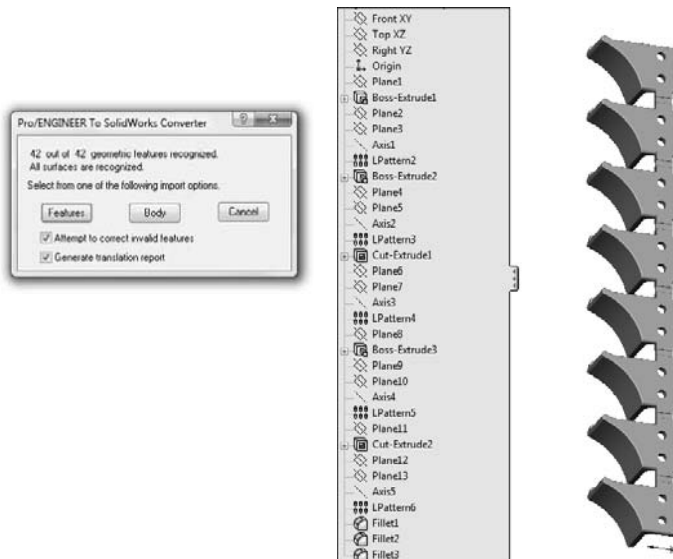 Pro/ENGINEER To SolidWorks Converter
42 out of 42 geometric features recognized.
All surfaces are recognized.
Select from one of the following import options.
Features
Body
Cancel
Attempt to correct invalid features
Generate translation report
Front XY
Top XZ
Right YZ
Origin
Plane1
Boss-Extrude1
Plane2
Plane3
Axis1
LPattern2
Boss-Extrude2
Plane4
Plane5
Axis2
LPattern3
Cut-Extrude1
Plane6
Plane7
Axis3
LPattern4
Plane8
Boss-Extrude3
Plane9
Plane10
Axis4
LPattern5
Plane11
Cut-Extrude2
Plane12
Plane13
Axis5
LPattern6
Fillet1
Fillet2
Fillet3